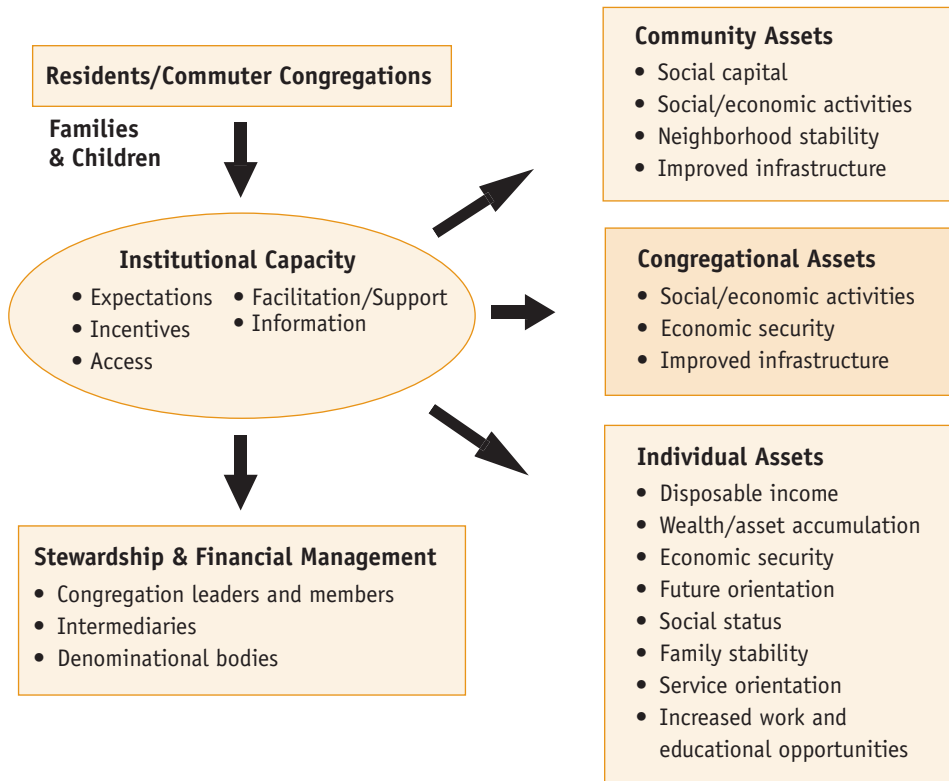 Residents/Commuter Congregations
Families
& Children
Institutional Capacity
• Expectations
• Incentives
• Access
• Facilitation/Support
• Information
Stewardship & Financial Management
• Congregation leaders and members
• Intermediaries
• Denominational bodies
Community Assets
• Social capital
• Social/economic activities
• Neighborhood stability
• Improved infrastructure
Congregational Assets
• Social/economic activities
• Economic security
• Improved infrastructure
Individual Assets
• Disposable income
• Wealth/asset accumulation
• Economic security
• Future orientation
• Social status
• Family stability
• Service orientation
• Increased work and
educational opportunities